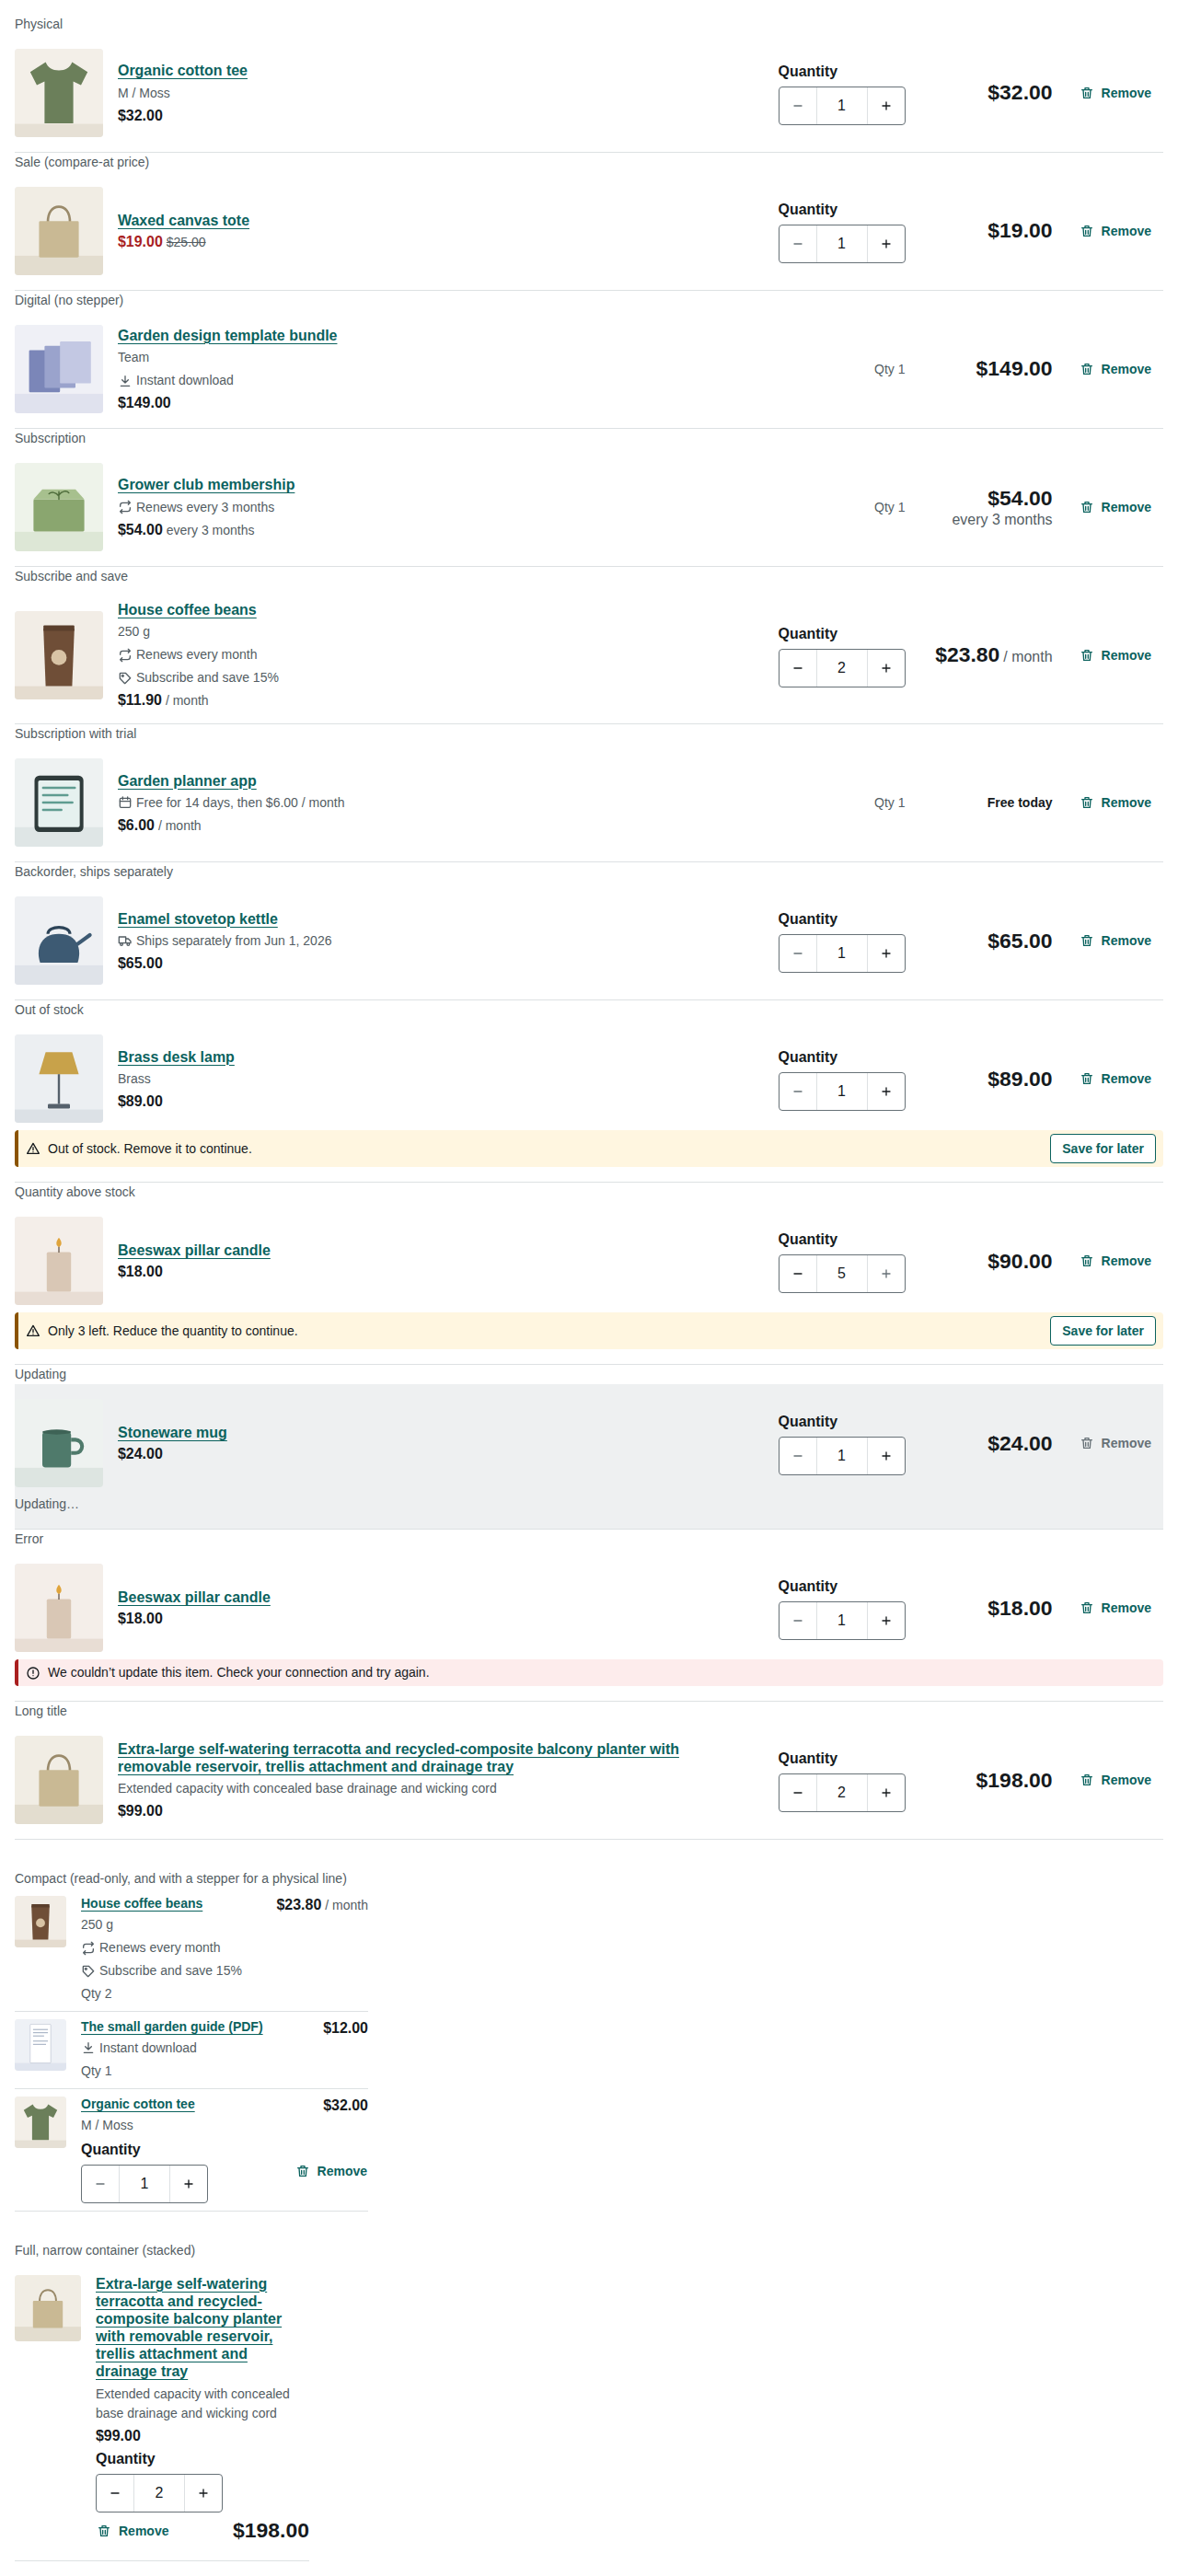 Physical
Organic cotton tee
M / Moss
$32.00
Quantity
− 1 +
$32.00
Remove
Sale (compare-at price)
Waxed canvas tote
$19.00 $25.00
Quantity
− 1 +
$19.00
Remove
Digital (no stepper)
Garden design template bundle
Team
Instant download
$149.00
Qty 1
$149.00
Remove
Subscription
Grower club membership
Renews every 3 months
$54.00 every 3 months
Qty 1
$54.00
every 3 months
Remove
Subscribe and save
House coffee beans
250 g
Renews every month
Subscribe and save 15%
$11.90 / month
Quantity
− 2 +
$23.80 / month
Remove
Subscription with trial
Garden planner app
Free for 14 days, then $6.00 / month
$6.00 / month
Qty 1
Free today
Remove
Backorder, ships separately
Enamel stovetop kettle
Ships separately from Jun 1, 2026
$65.00
Quantity
− 1 +
$65.00
Remove
Out of stock
Brass desk lamp
Brass
$89.00
Quantity
− 1 +
$89.00
Remove
Out of stock. Remove it to continue.
Save for later
Quantity above stock
Beeswax pillar candle
$18.00
Quantity
− 5 +
$90.00
Remove
Only 3 left. Reduce the quantity to continue.
Save for later
Updating
Stoneware mug
$24.00
Quantity
− 1 +
$24.00
Remove
Updating…
Error
Beeswax pillar candle
$18.00
Quantity
− 1 +
$18.00
Remove
We couldn’t update this item. Check your connection and try again.
Long title
Extra-large self-watering terracotta and recycled-composite balcony planter with
removable reservoir, trellis attachment and drainage tray
Extended capacity with concealed base drainage and wicking cord
$99.00
Quantity
− 2 +
$198.00
Remove
Compact (read-only, and with a stepper for a physical line)
House coffee beans
$23.80 / month
250 g
Renews every month
Subscribe and save 15%
Qty 2
The small garden guide (PDF)
$12.00
Instant download
Qty 1
Organic cotton tee
$32.00
M / Moss
Quantity
− 1 +
Remove
Full, narrow container (stacked)
Extra-large self-watering
terracotta and recycled-
composite balcony planter
with removable reservoir,
trellis attachment and
drainage tray
Extended capacity with concealed
base drainage and wicking cord
$99.00
Quantity
− 2 +
Remove
$198.00